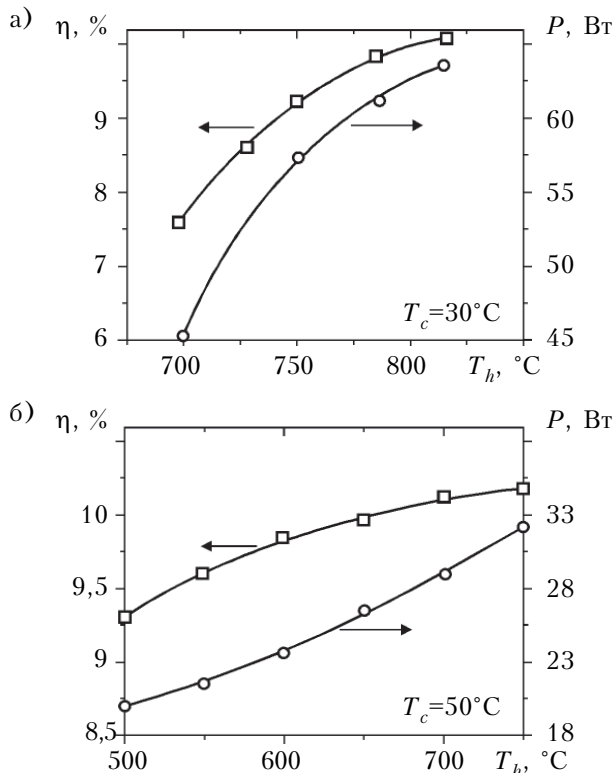 а) η, % P, Вт
9 60
8 55
7 50
6 45
T_c=30°C
700 750 800 T_h, °C
б) η, % P, Вт
10 33
9,5 28
9 23
8,5 18
T_c=50°C
500 600 700 T_h, °C